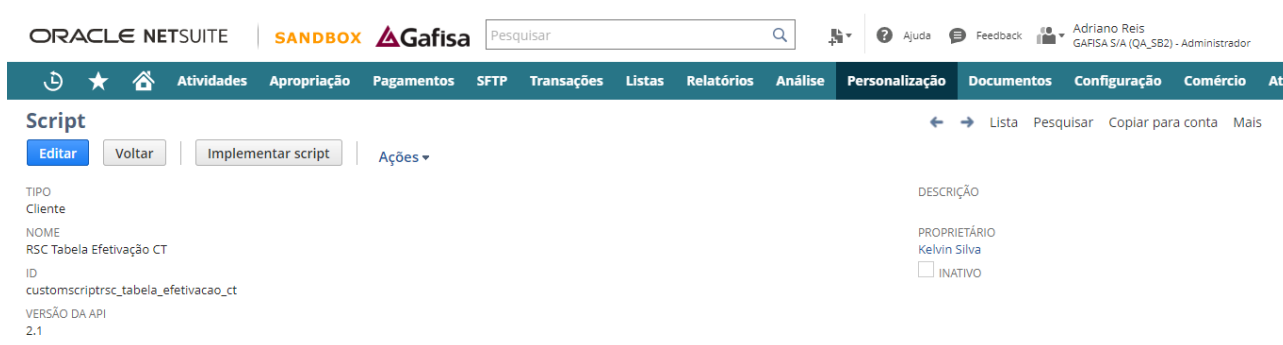 ORACLE NETSUITE SANDBOX Gafisa Pesquisar Ajuda Feedback Adriano Reis
GAFISA S/A (QA_SB2) - Administrador
Atividades Apropriação Pagamentos SFTP Transações Listas Relatórios Análise Personalização Documentos Configuração Comércio At
Script
Lista Pesquisar Copiar para conta Mais
Editar Voltar Implementar script Ações
TIPO
Cliente
NOME
RSC Tabela Efetivação CT
ID
customscriptrsc_tabela_efetivacao_ct
VERSÃO DA API
2.1
DESCRIÇÃO
PROPRIETÁRIO
Kelvin Silva
INATIVO